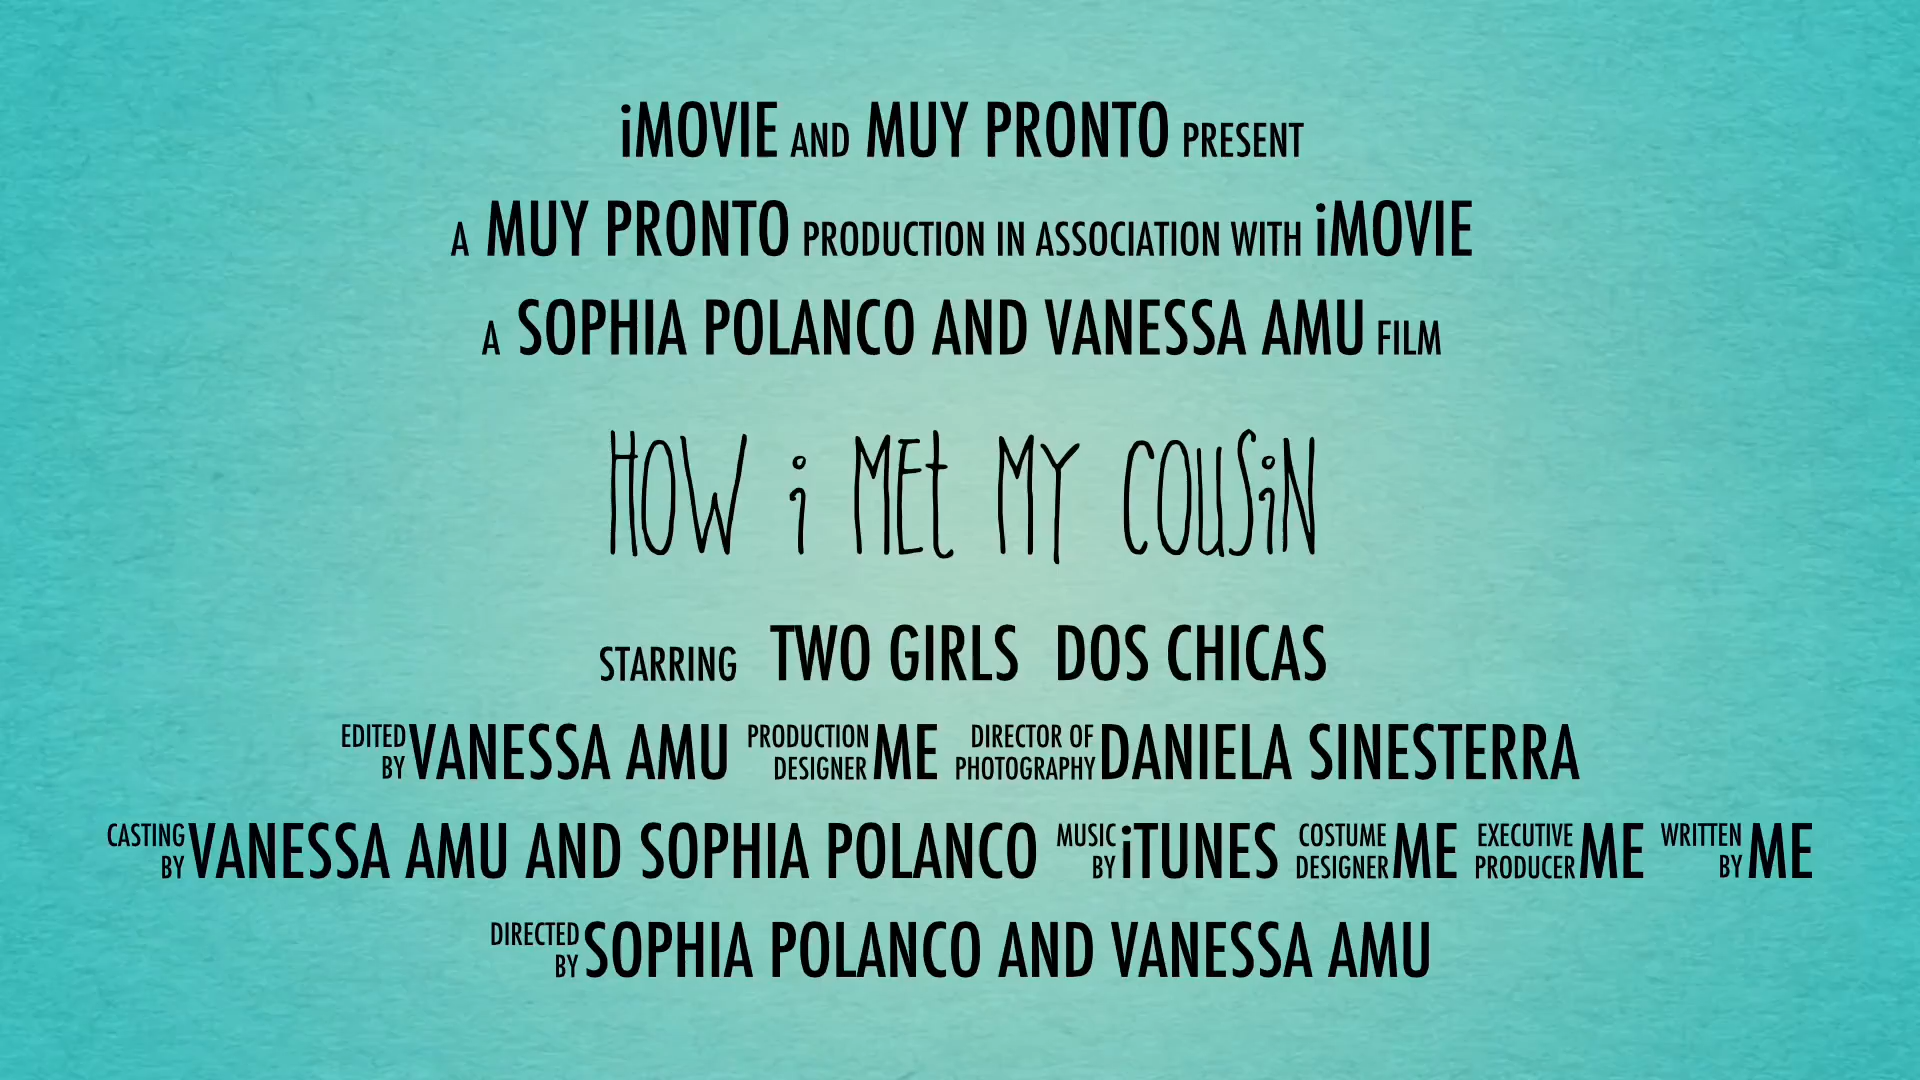 iMOVIE AND MUY PRONTO PRESENT
A MUY PRONTO PRODUCTION IN ASSOCIATION WITH iMOVIE
A SOPHIA POLANCO AND VANESSA AMU FILM
HOW i MEt MY COUSiN
STARRING TWO GIRLS DOS CHICAS
EDITED BY VANESSA AMU PRODUCTION DESIGNER ME DIRECTOR OF PHOTOGRAPHY DANIELA SINESTERRA
CASTING BY VANESSA AMU AND SOPHIA POLANCO MUSIC BY iTUNES COSTUME DESIGNER ME EXECUTIVE PRODUCER ME WRITTEN BY ME
DIRECTED BY SOPHIA POLANCO AND VANESSA AMU